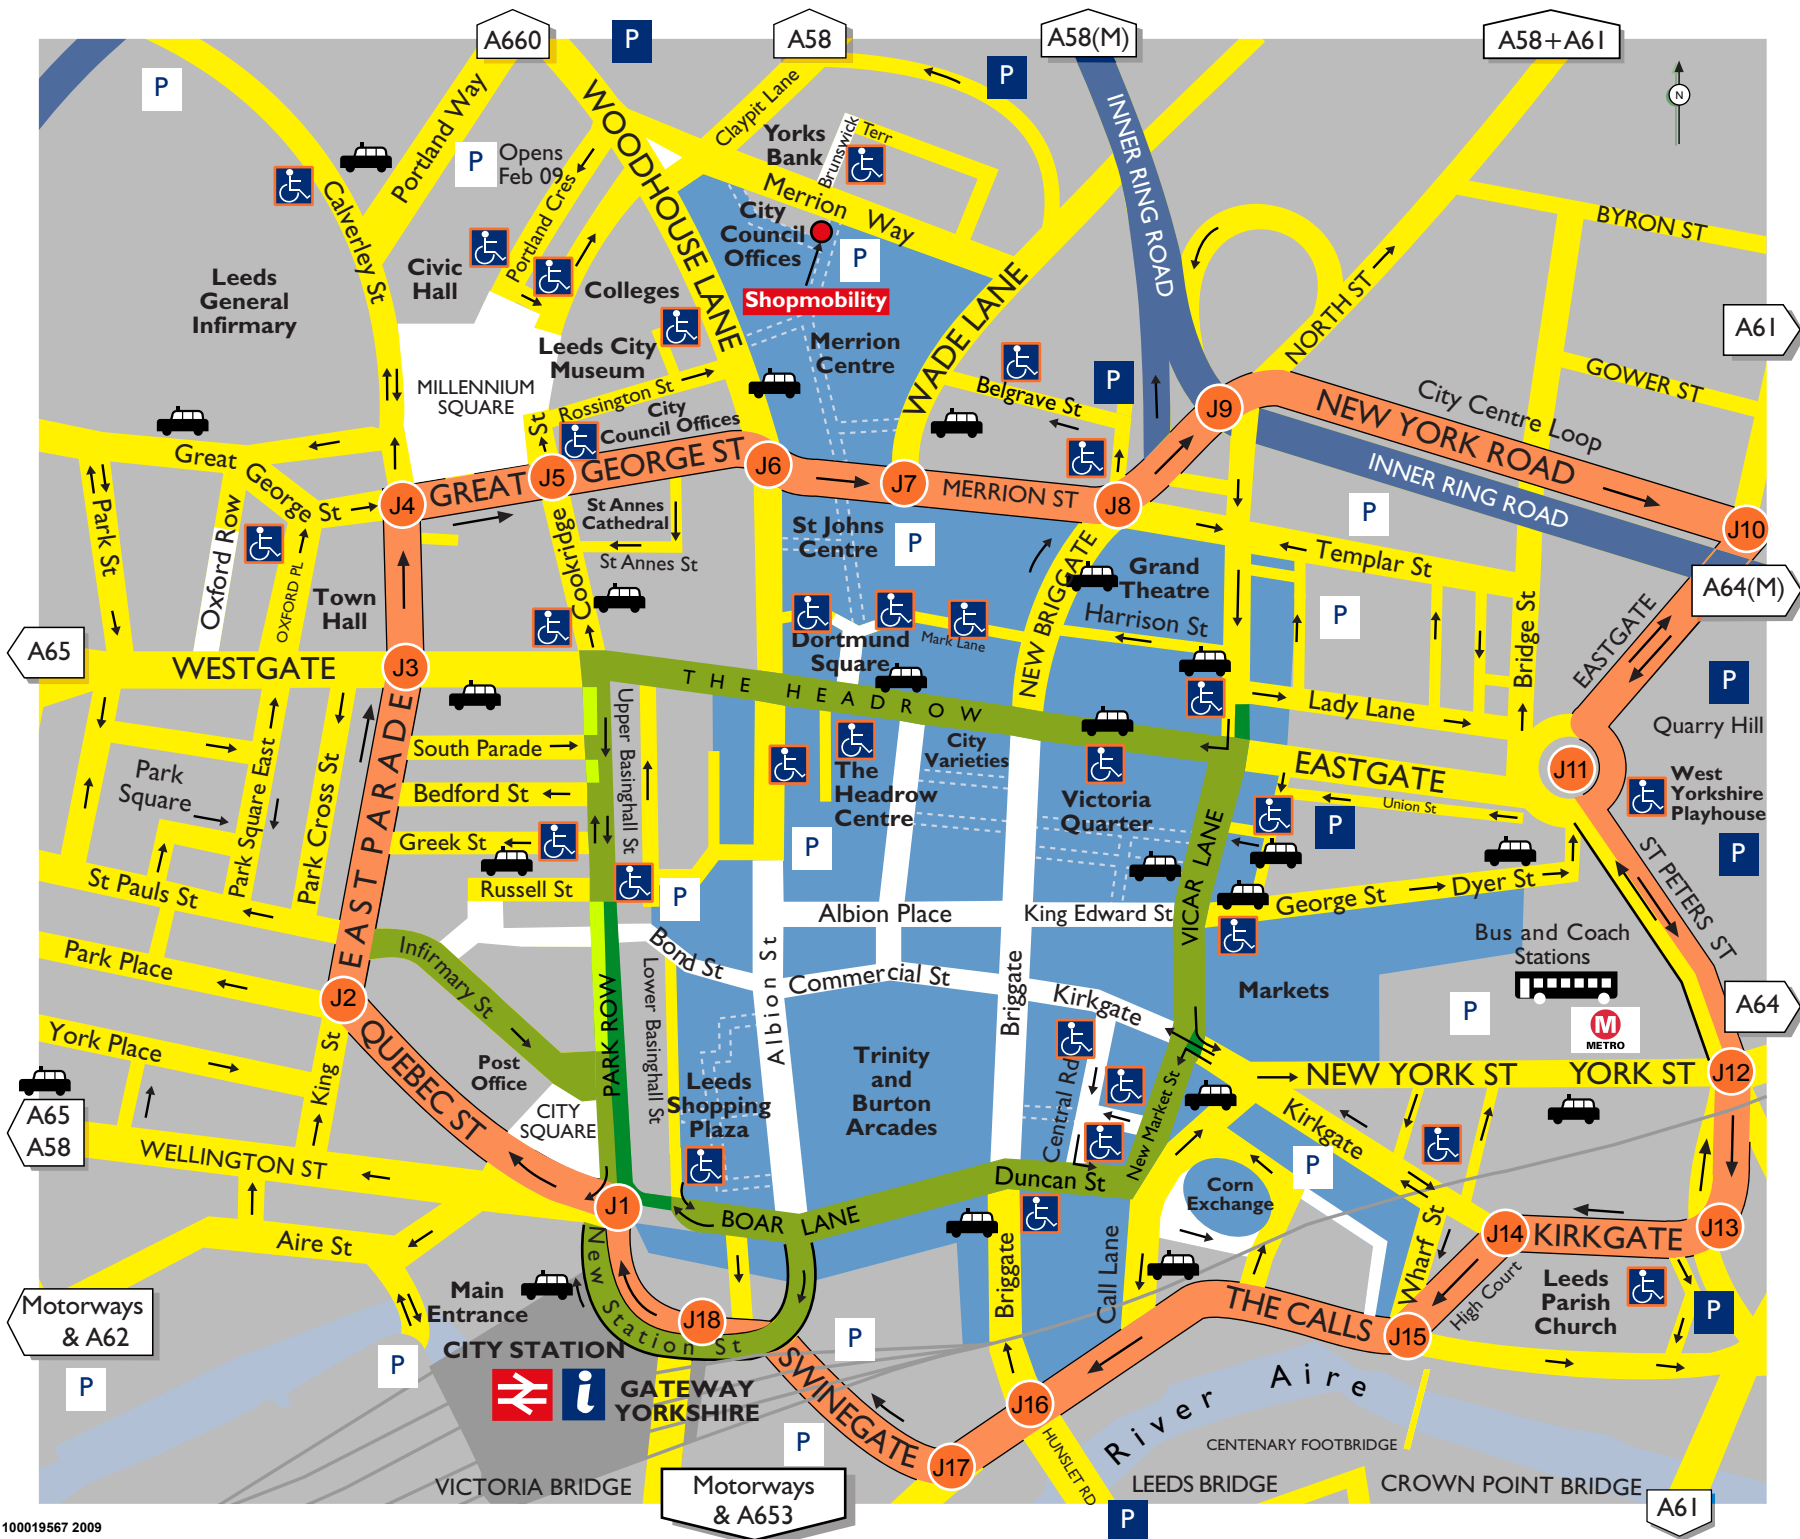 A660
A58
A58(M)
A58+A61
P
P
P
P
Opens
Feb 09
Portland Way
WOODHOUSE LANE
Claypit Lane
Yorks
Bank
Brunswick
Terr
Merrion Way
INNER RING ROAD
N
BYRON ST
Calverley St
Portland Cres
Civic
Hall
City
Council
Offices
P
Shopmobility
Leeds
General
Infirmary
Colleges
WADE LANE
NORTH ST
A61
Leeds City
Museum
Merrion
Centre
MILLENNIUM
SQUARE
Rossington St
City
Council Offices
Belgrave St
P
GOWER ST
City Centre Loop
NEW YORK ROAD
INNER RING ROAD
Great George St
J4
GREAT
J5
GEORGE ST
J6
J7
MERRION ST
J8
J9
J10
Park St
Oxford Row
OXFORD PL
Town
Hall
Cookridge St
St Annes
Cathedral
St Annes St
St Johns
Centre
P
P
Grand
Theatre
Templar St
A64(M)
P
NEW BRIGGATE
Harrison St
Mark Lane
Dortmund
Square
Bridge St
EASTGATE
A65
WESTGATE
J3
THE HEADROW
Lady Lane
P
Quarry Hill
Park
Square
Park Square East
Park Cross St
EAST PARADE
South Parade
Bedford St
Greek St
Russell St
Upper Basinghall St
The
Headrow
Centre
City
Varieties
Victoria
Quarter
VICAR LANE
EASTGATE
Union St
P
J11
West
Yorkshire
Playhouse
P
P
P
St Pauls St
Albion Place
King Edward St
George St
Dyer St
ST PETERS ST
Bus and Coach
Stations
Park Place
Infirmary St
Bond St
Albion St
Commercial St
Briggate
Kirkgate
Markets
P
M
METRO
A64
J2
York Place
King St
QUEBEC ST
Post
Office
PARK ROW
Lower Basinghall St
CITY
SQUARE
Leeds
Shopping
Plaza
Trinity
and
Burton
Arcades
Central Rd
New Market St
NEW YORK ST
YORK ST
J12
A65
A58
WELLINGTON ST
Kirkgate
P
Corn
Exchange
Duncan St
BOAR LANE
J1
Aire St
New Station St
Main
Entrance
Briggate
Call Lane
Wharf St
J14
KIRKGATE
J13
High Court
Leeds
Parish
Church
P
Motorways
& A62
J18
CITY STATION
P
P
P
i
GATEWAY
YORKSHIRE
SWINEGATE
THE CALLS
J15
J16
J17
River Aire
P
HUNSLET RD
CENTENARY FOOTBRIDGE
VICTORIA BRIDGE
Motorways
& A653
LEEDS BRIDGE
CROWN POINT BRIDGE
P
A61
100019567 2009